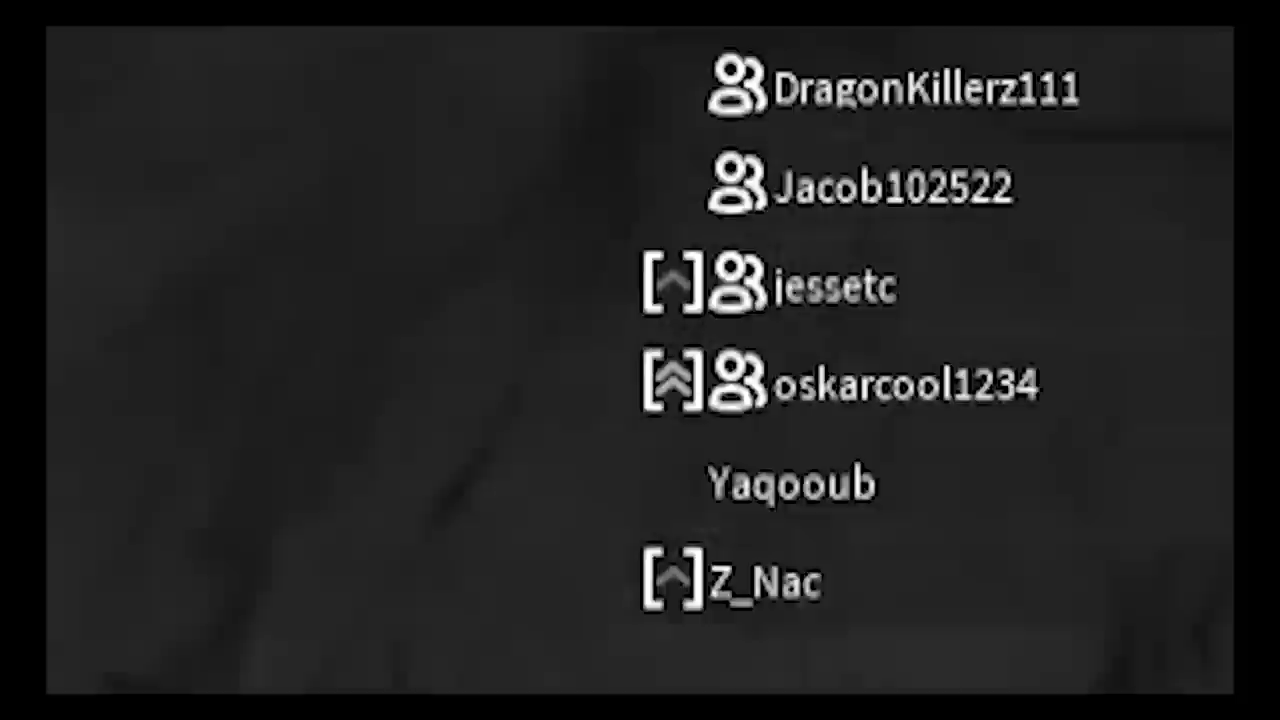 DragonKillerz111
Jacob102522
jessetc
oskarcool1234
Yaqooub
Z_Nac